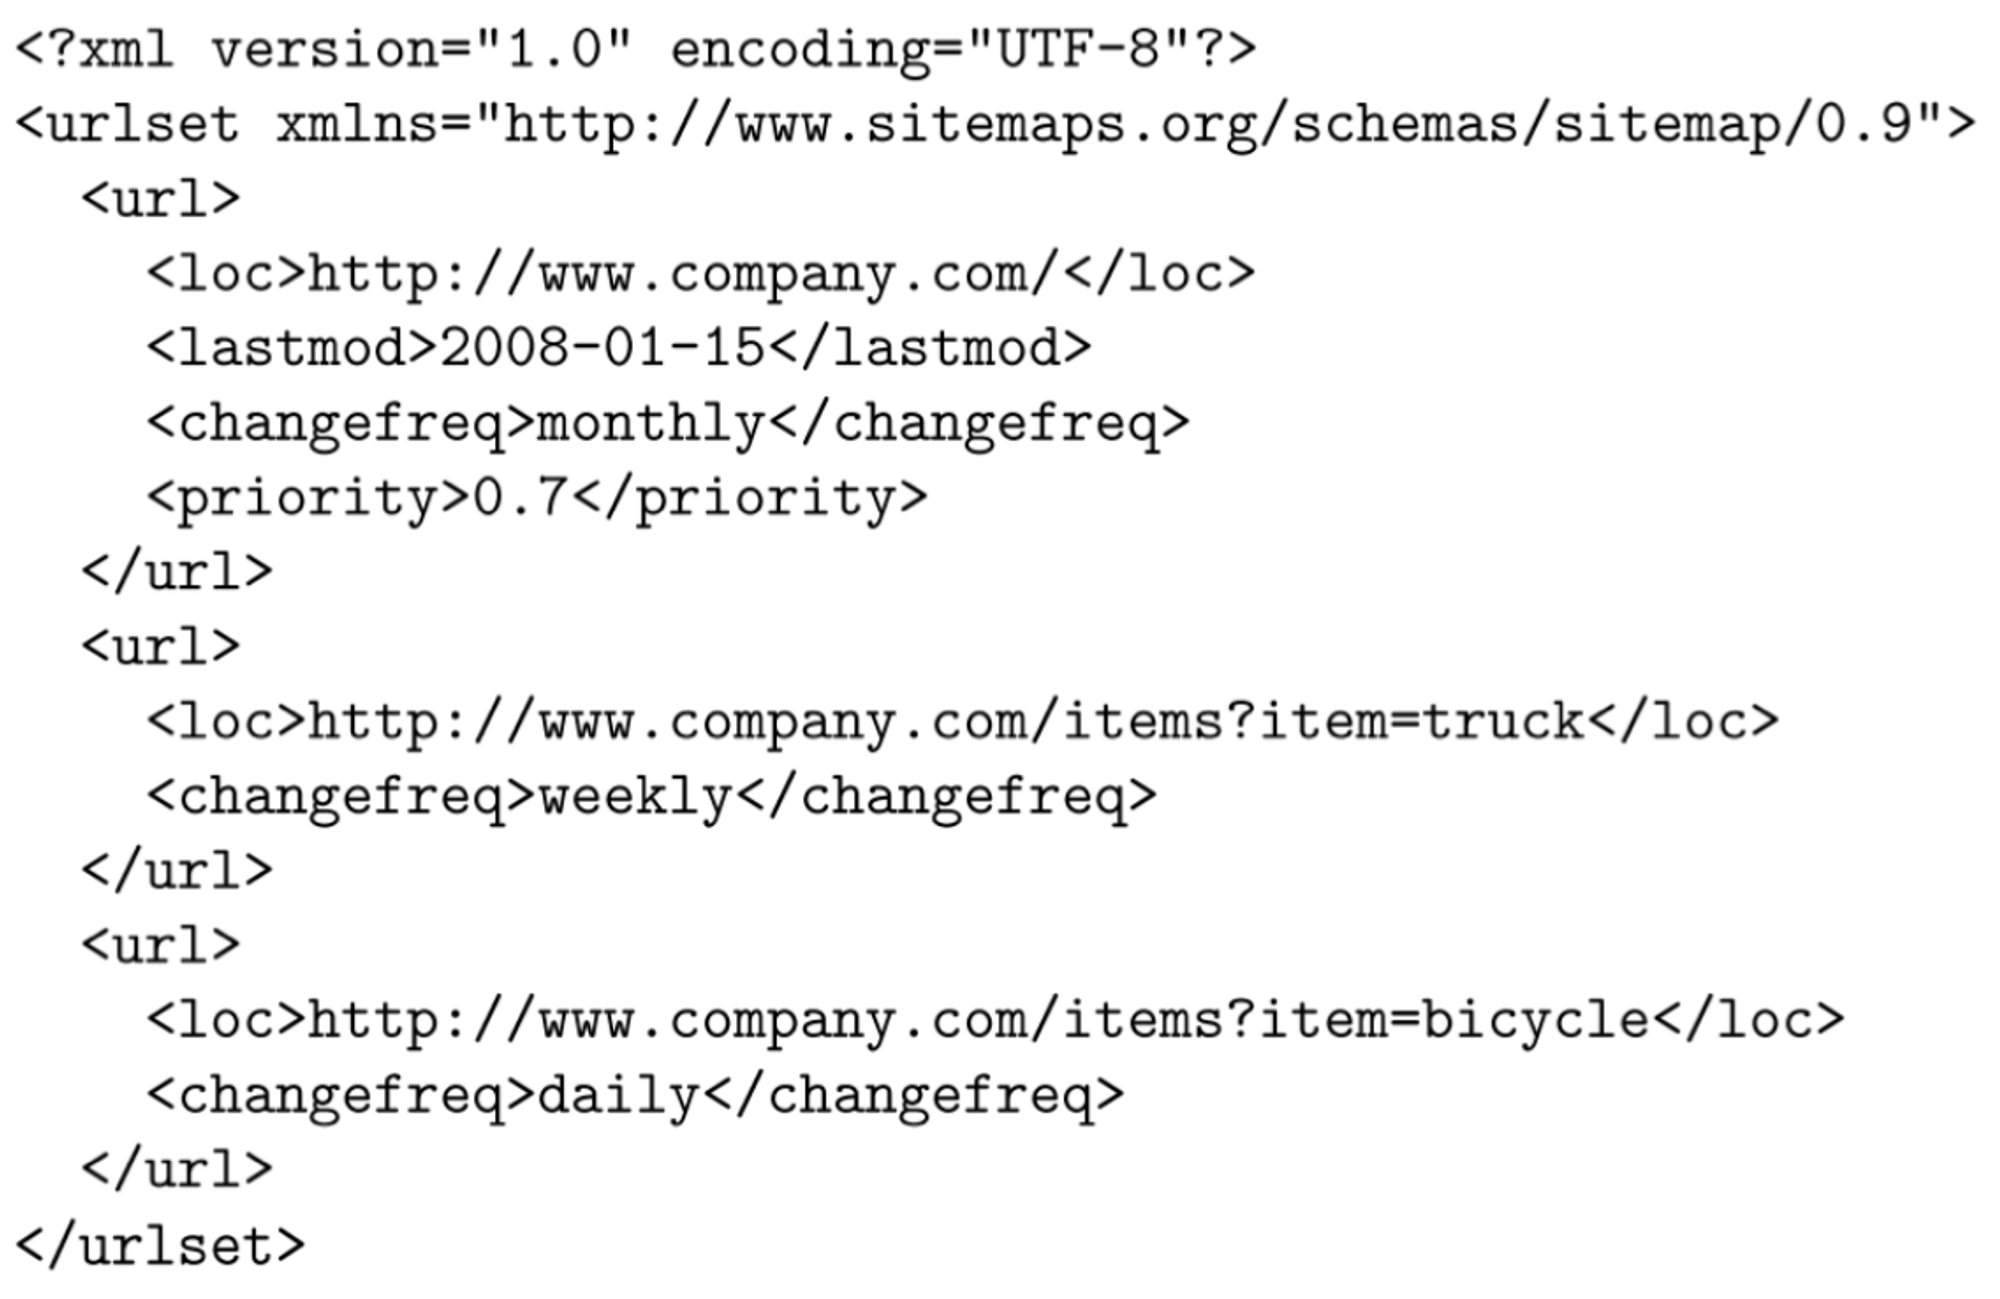 <?xml version="1.0" encoding="UTF-8"?>
<urlset xmlns="http://www.sitemaps.org/schemas/sitemap/0.9">
  <url>
    <loc>http://www.company.com/</loc>
    <lastmod>2008-01-15</lastmod>
    <changefreq>monthly</changefreq>
    <priority>0.7</priority>
  </url>
  <url>
    <loc>http://www.company.com/items?item=truck</loc>
    <changefreq>weekly</changefreq>
  </url>
  <url>
    <loc>http://www.company.com/items?item=bicycle</loc>
    <changefreq>daily</changefreq>
  </url>
</urlset>